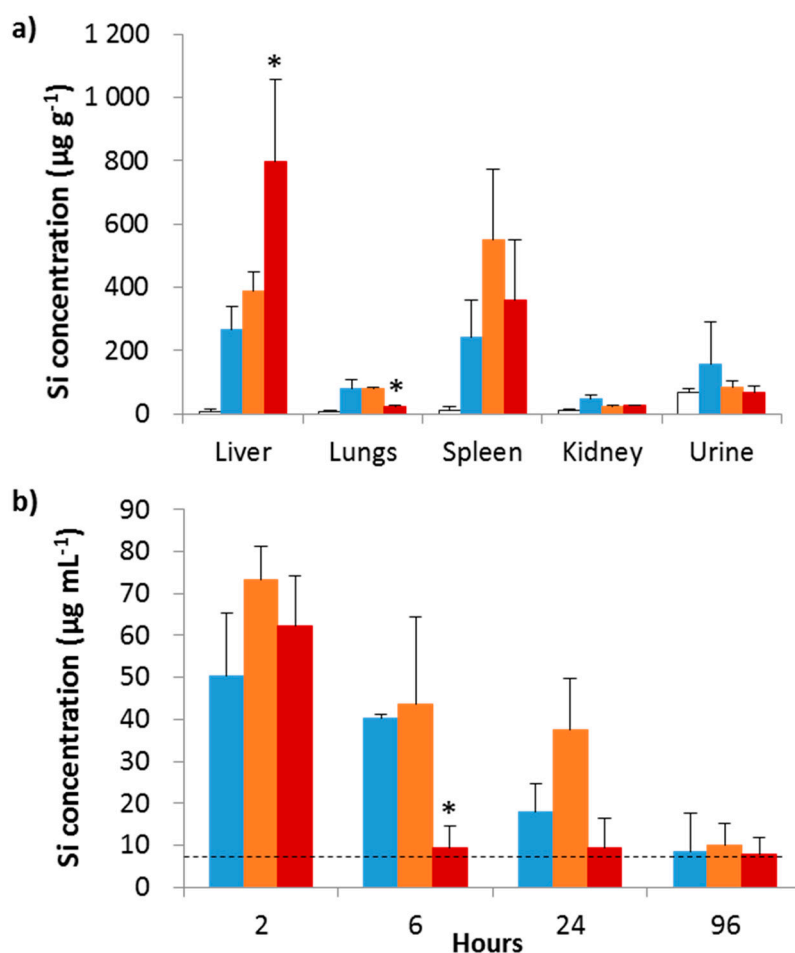 a)
Si concentration (µg g⁻¹)
1 200
1 000
800
600
400
200
0
*
*
Liver Lungs Spleen Kidney Urine
b)
Si concentration (µg mL⁻¹)
90
80
70
60
50
40
30
20
10
0
*
2 6 24 96
Hours